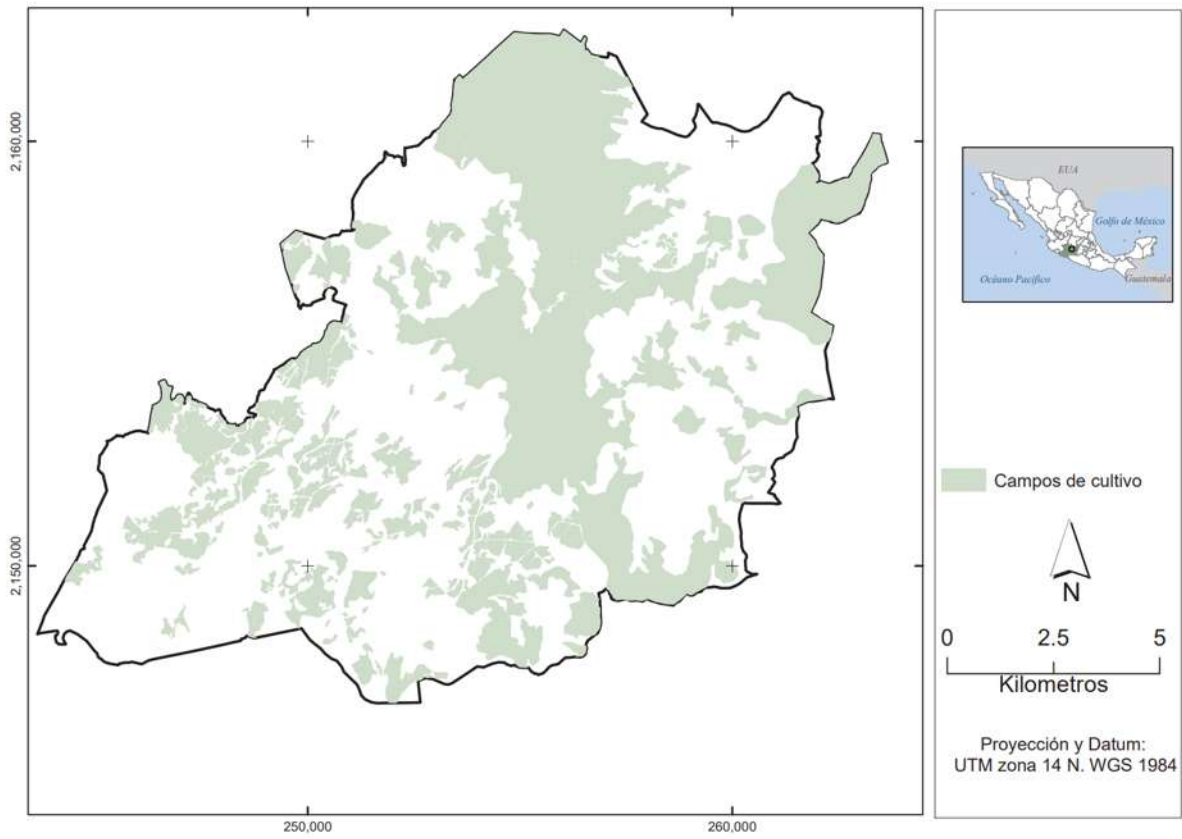 2,160,000
2,150,000
250,000
260,000
EUA
Golfo de México
Océano Pacífico
Guatemala
Campos de cultivo
N
0 2.5 5
Kilometros
Proyección y Datum:
UTM zona 14 N. WGS 1984